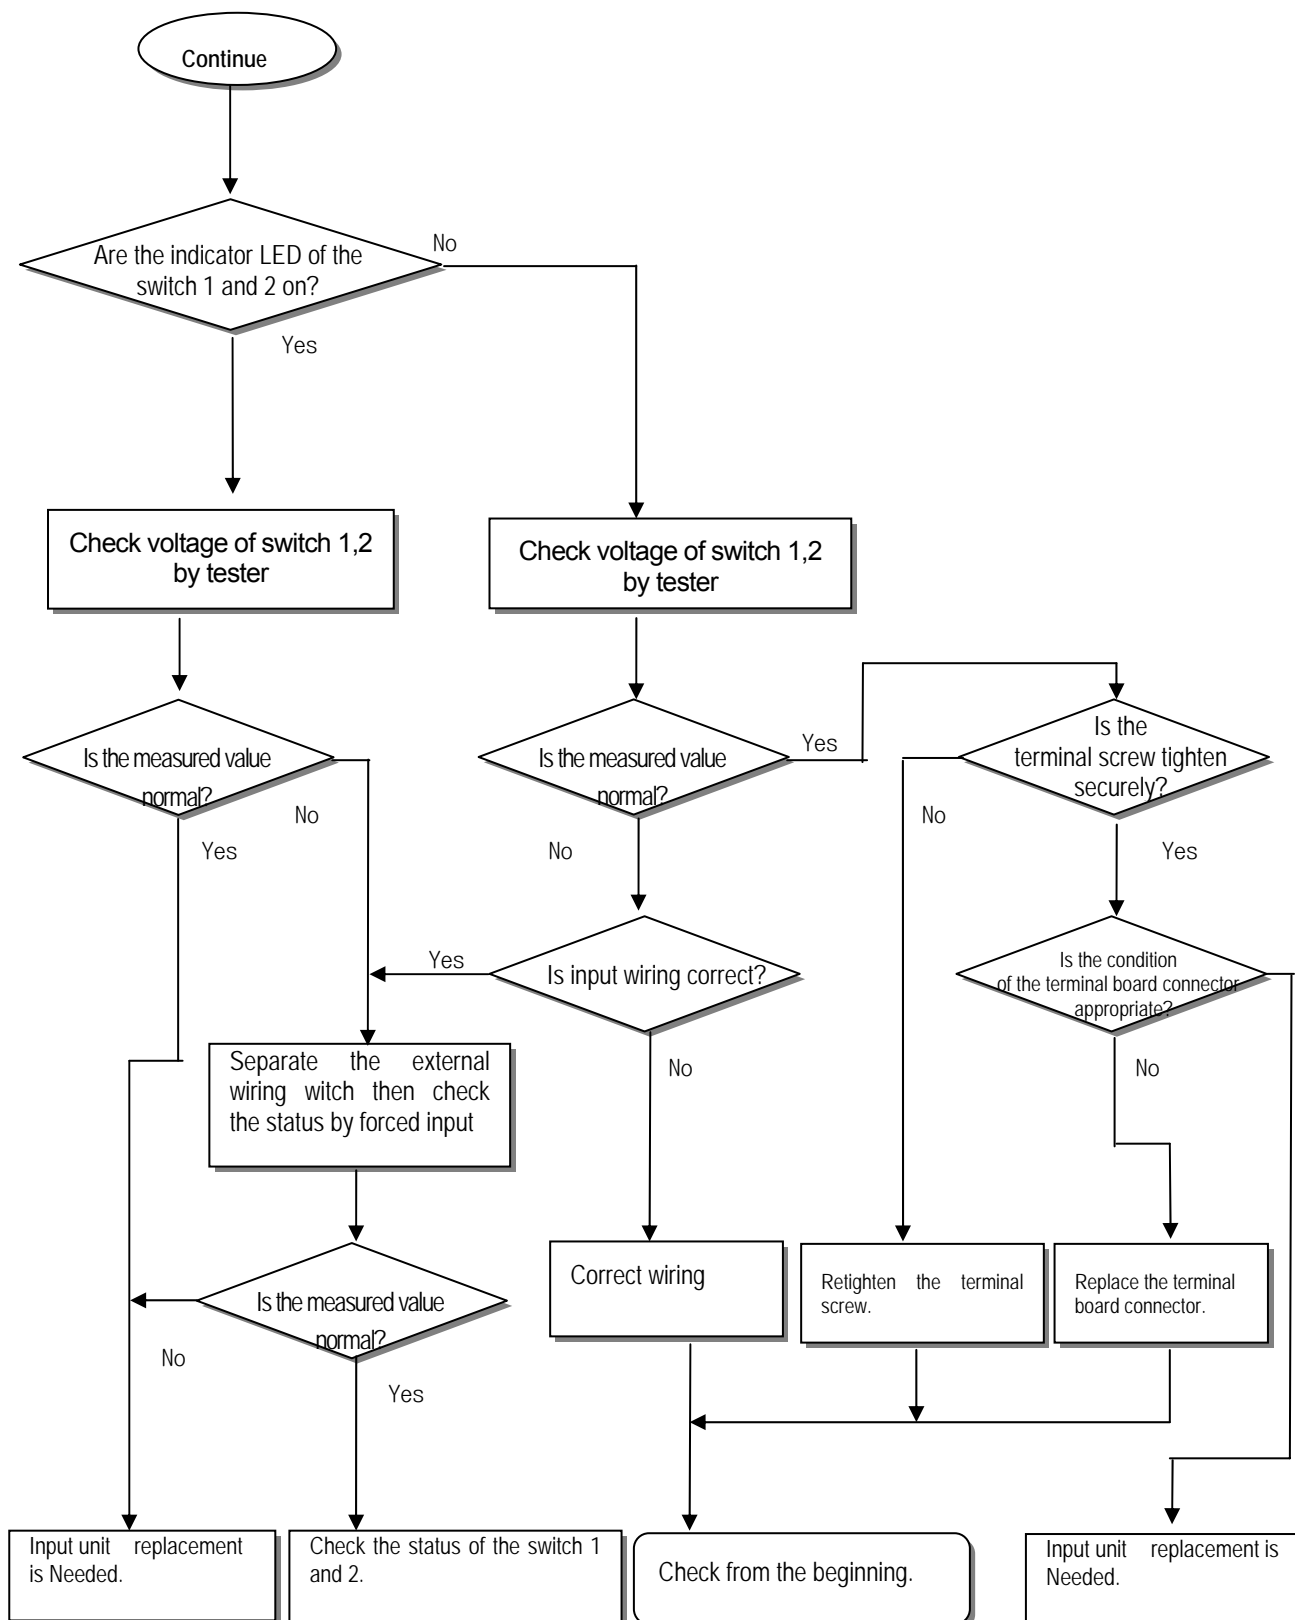 Continue
Are the indicator LED of the
switch 1 and 2 on?
No
Yes
Check voltage of switch 1,2
by tester
Check voltage of switch 1,2
by tester
Is the measured value
normal?
No
Yes
Is the measured value
normal?
Yes
No
Is the
terminal screw tighten
securely?
No
Yes
Is input wiring correct?
Yes
No
Is the condition
of the terminal board connector
appropriate?
No
Separate the external
wiring witch then check
the status by forced input
Is the measured value
normal?
No
Yes
Correct wiring
Retighten the terminal
screw.
Replace the terminal
board connector.
Input unit replacement
is Needed.
Check the status of the switch 1
and 2.
Check from the beginning.
Input unit replacement is
Needed.